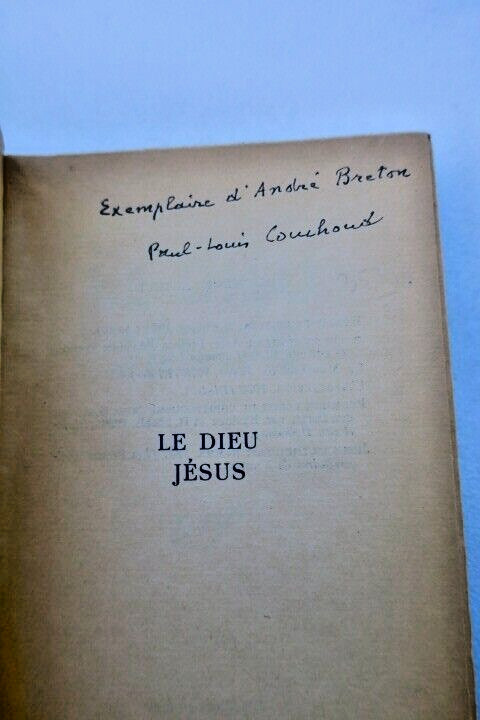 Exemplaire d'André Breton
Paul-Louis Couchoud
LE DIEU
JÉSUS